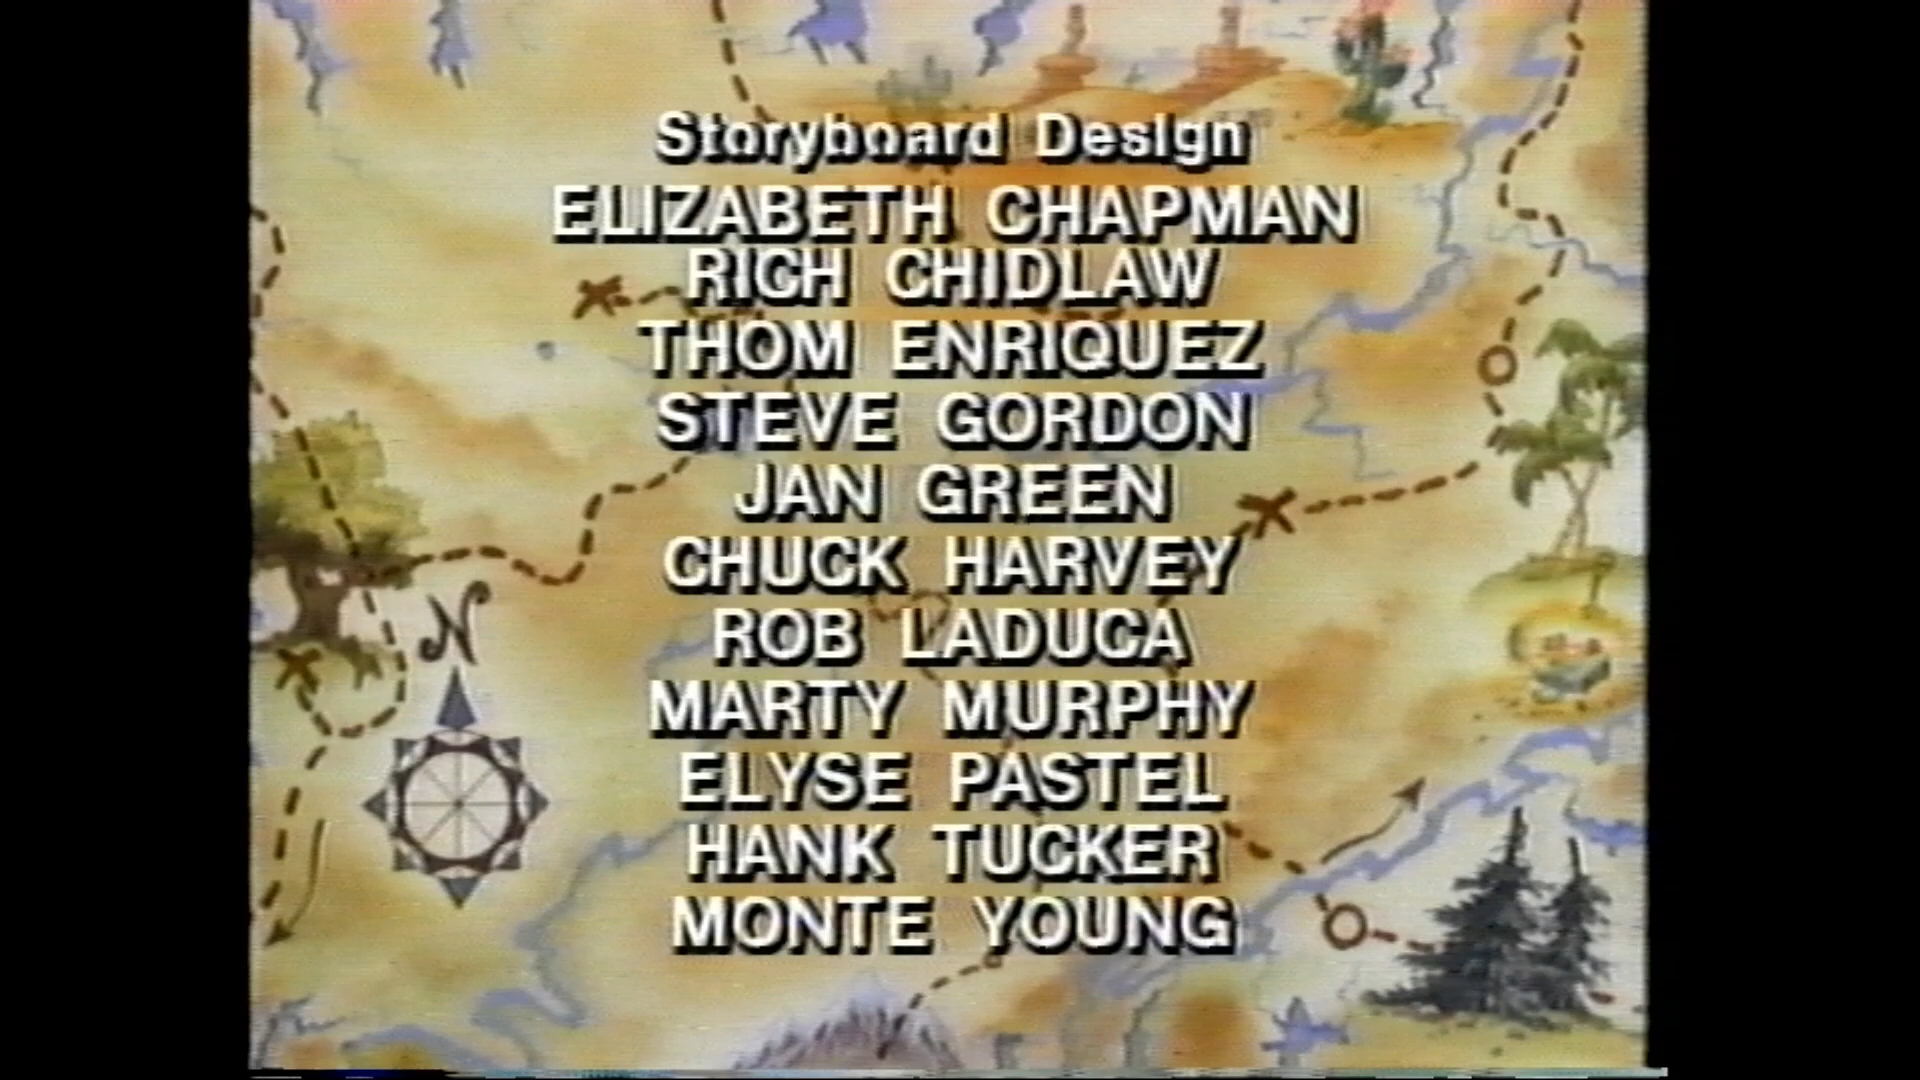 Storyboard Design
ELIZABETH CHAPMAN
RICH CHIDLAW
THOM ENRIQUEZ
STEVE GORDON
JAN GREEN
CHUCK HARVEY
ROB LADUCA
MARTY MURPHY
ELYSE PASTEL
HANK TUCKER
MONTE YOUNG
N